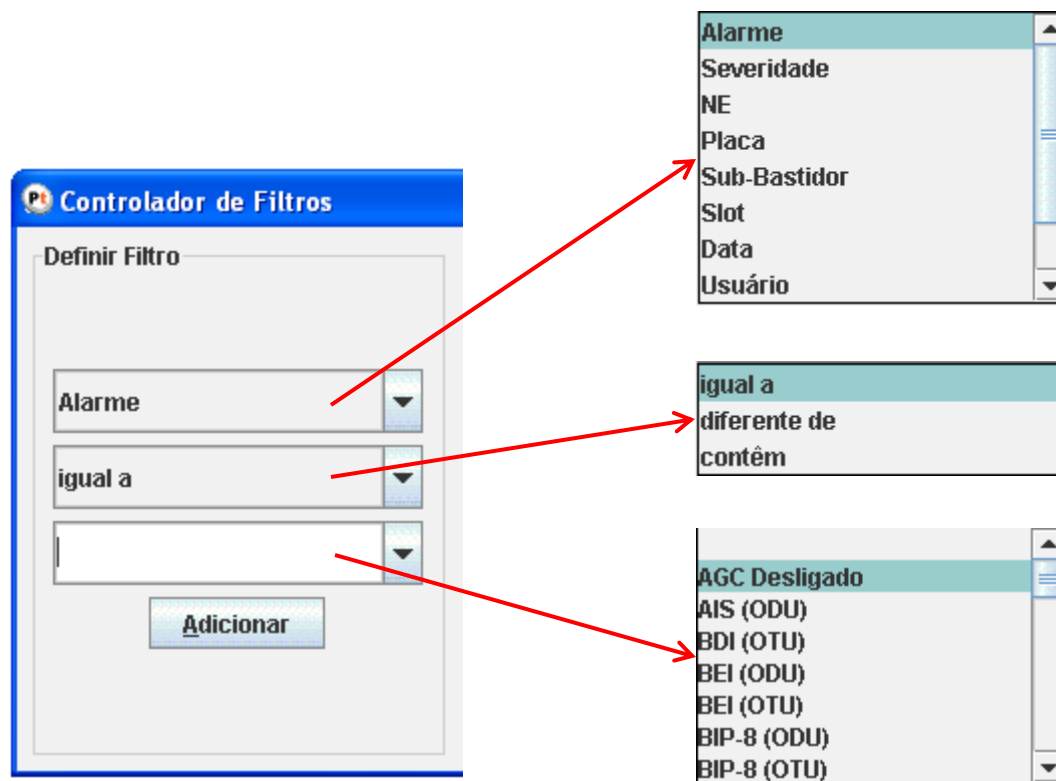 Controlador de Filtros
Definir Filtro
Alarme
igual a
Adicionar
Alarme
Severidade
NE
Placa
Sub-Bastidor
Slot
Data
Usuário
igual a
diferente de
contêm
AGC Desligado
AIS (ODU)
BDI (OTU)
BEI (ODU)
BEI (OTU)
BIP-8 (ODU)
BIP-8 (OTU)